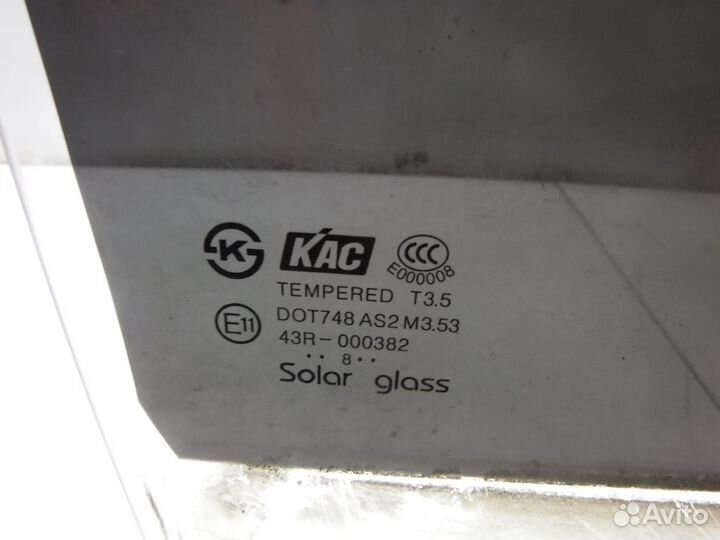 K KAC CCC
E000008
TEMPERED T3.5
E11 DOT748 AS2 M3.53
43R-000382
•• 8 ••
Solar glass
Avito